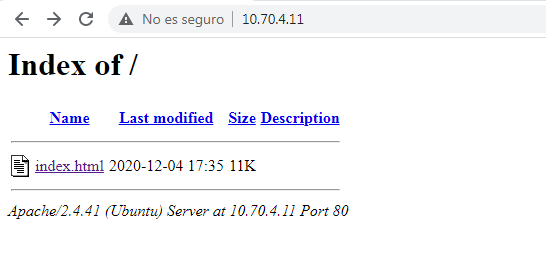 No es seguro 10.70.4.11
Index of /
Name Last modified Size Description
index.html 2020-12-04 17:35 11K
Apache/2.4.41 (Ubuntu) Server at 10.70.4.11 Port 80